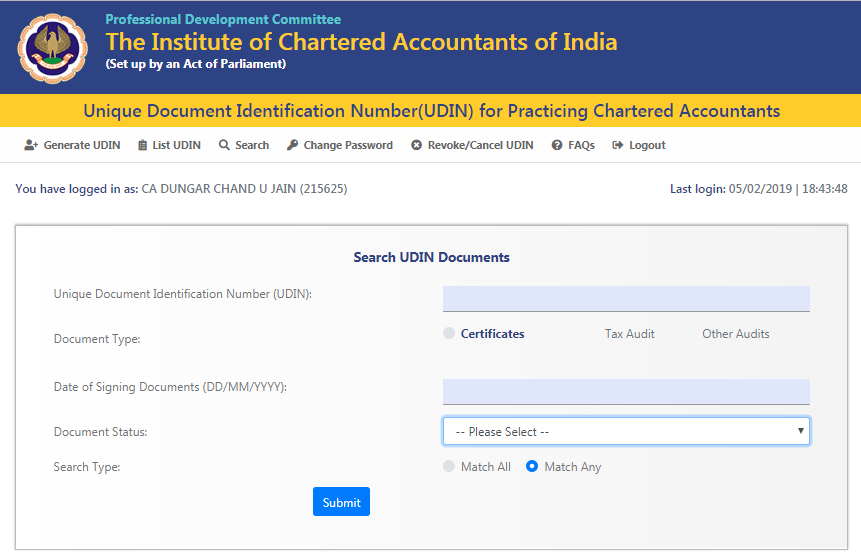 Professional Development Committee
The Institute of Chartered Accountants of India
(Set up by an Act of Parliament)
Unique Document Identification Number(UDIN) for Practicing Chartered Accountants
Generate UDIN List UDIN Search Change Password Revoke/Cancel UDIN FAQs Logout
You have logged in as: CA DUNGAR CHAND U JAIN (215625) Last login: 05/02/2019 | 18:43:48
Search UDIN Documents
Unique Document Identification Number (UDIN):
Document Type: Certificates Tax Audit Other Audits
Date of Signing Documents (DD/MM/YYYY):
Document Status: -- Please Select --
Search Type: Match All Match Any
Submit